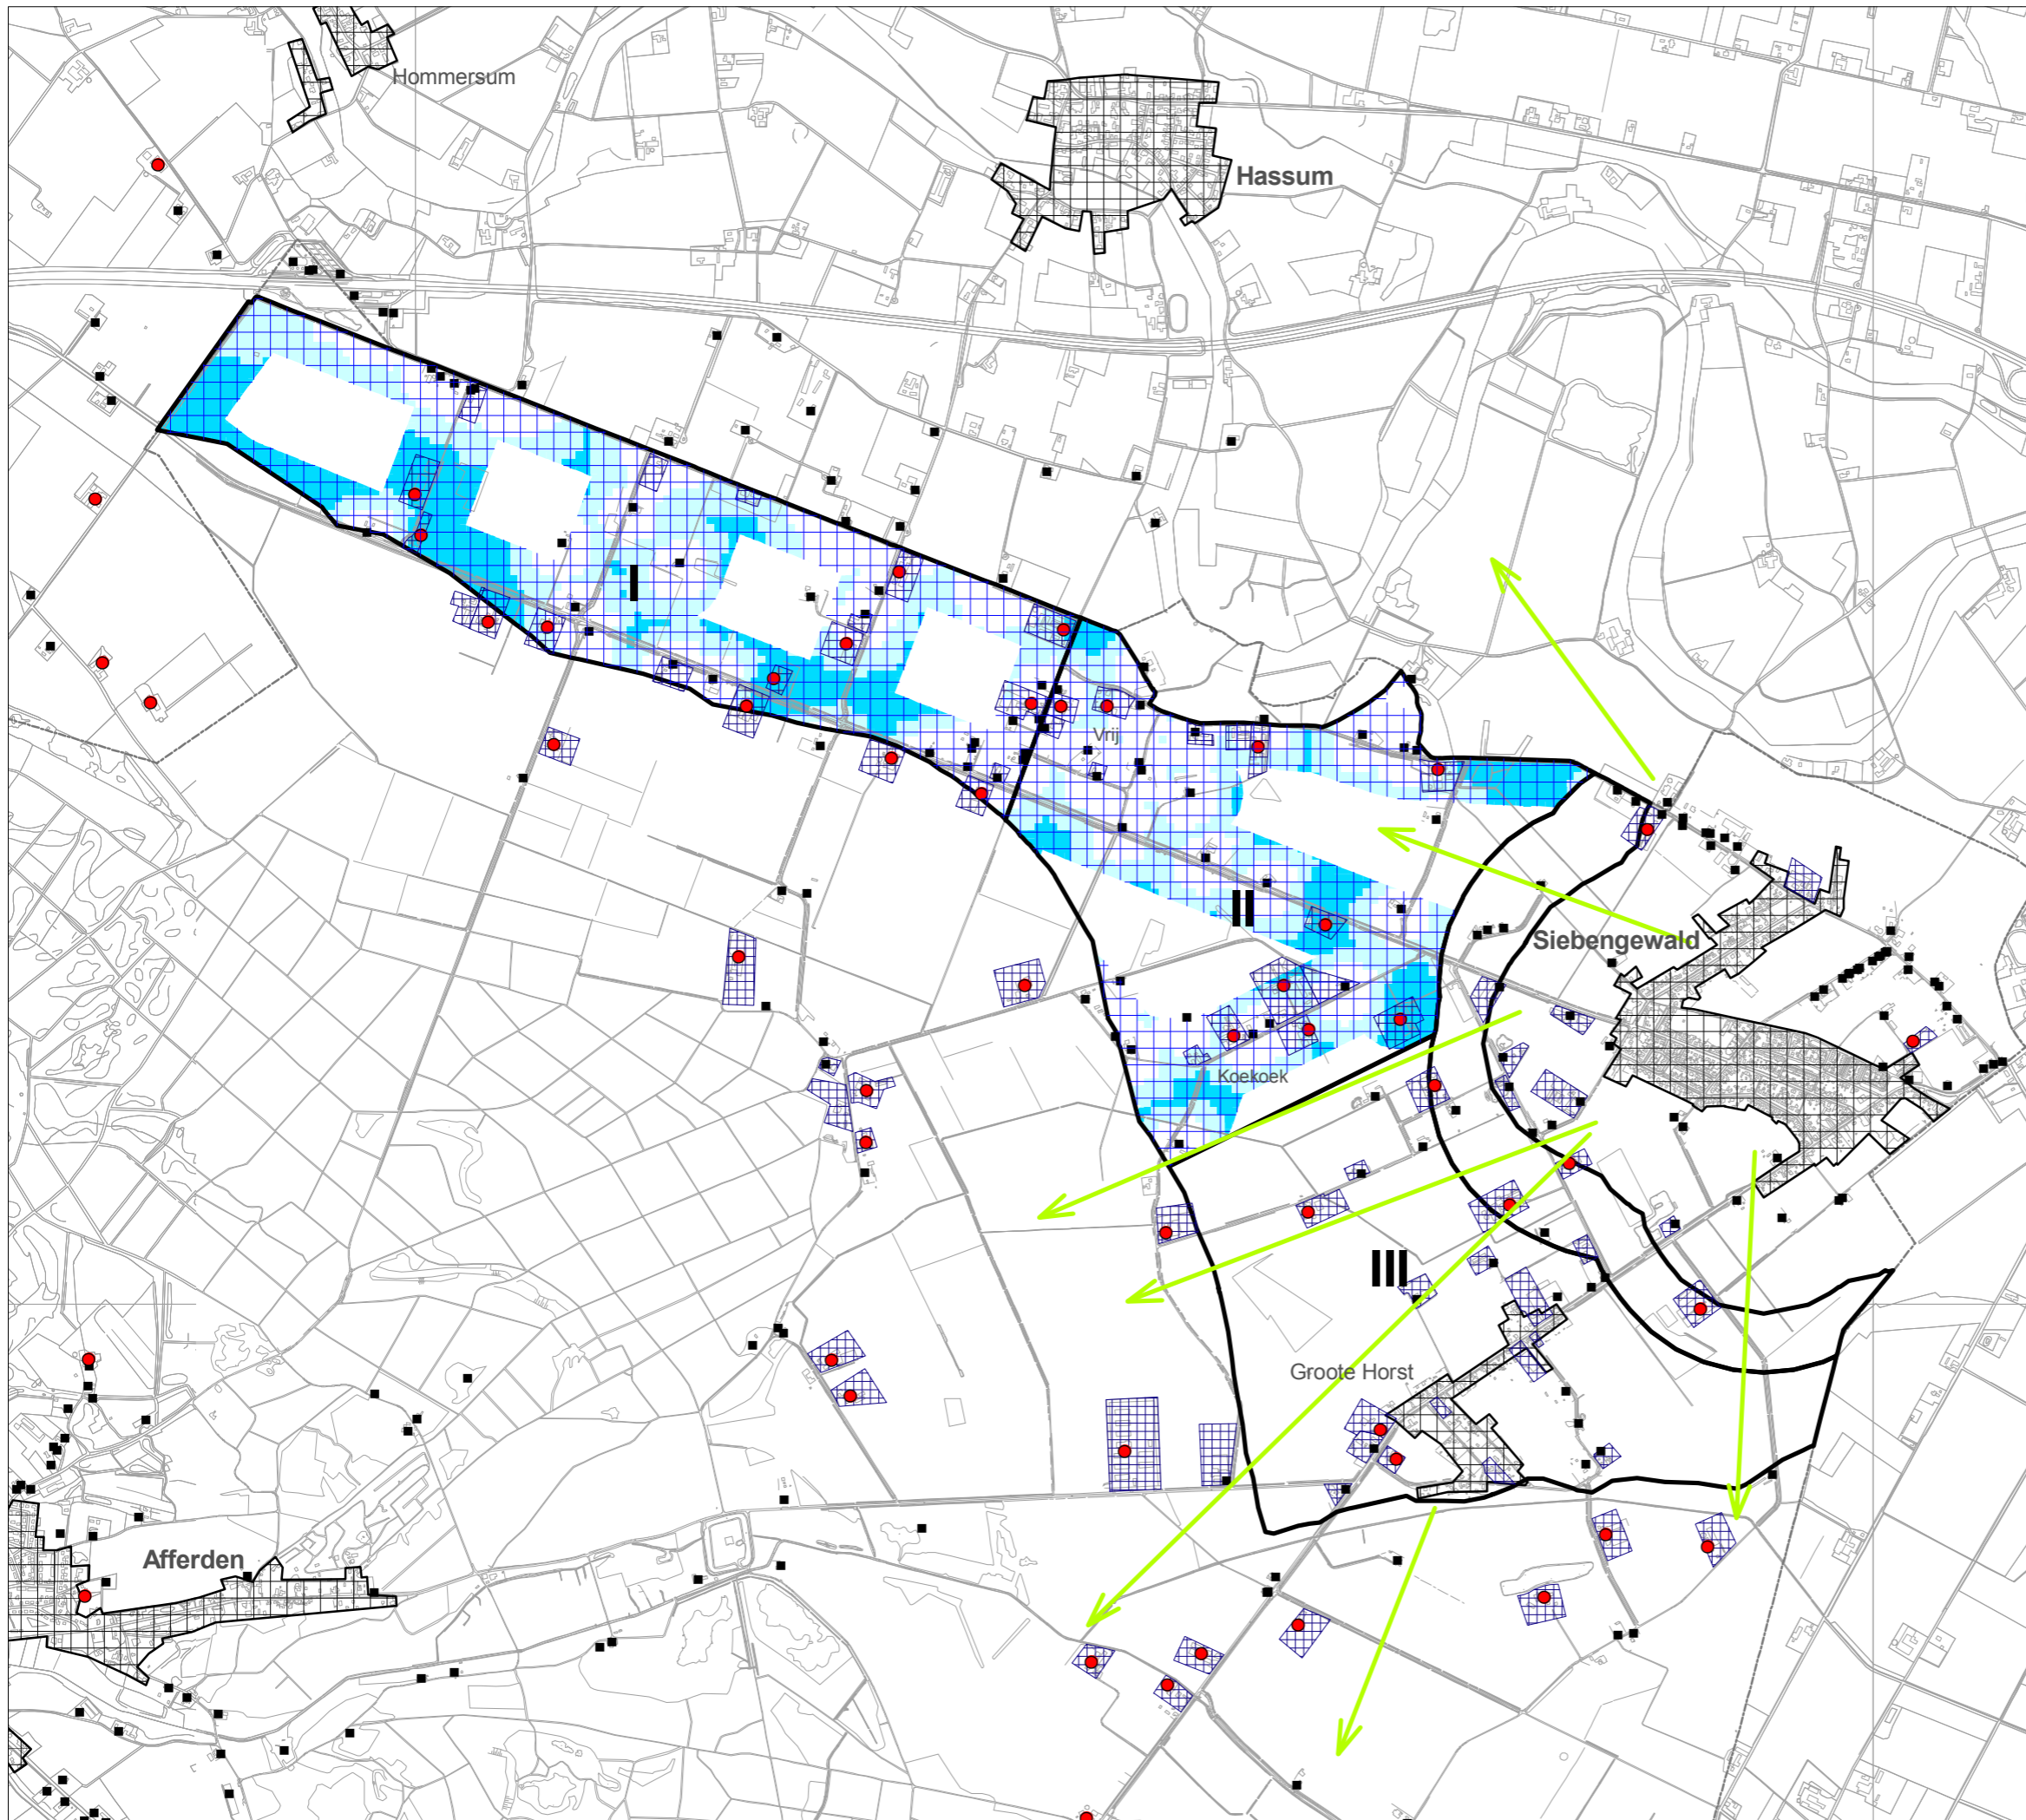 Hommersum
Hassum
I
Vrij
II
Siebengewald
Koekoek
III
Groote Horst
Afferden